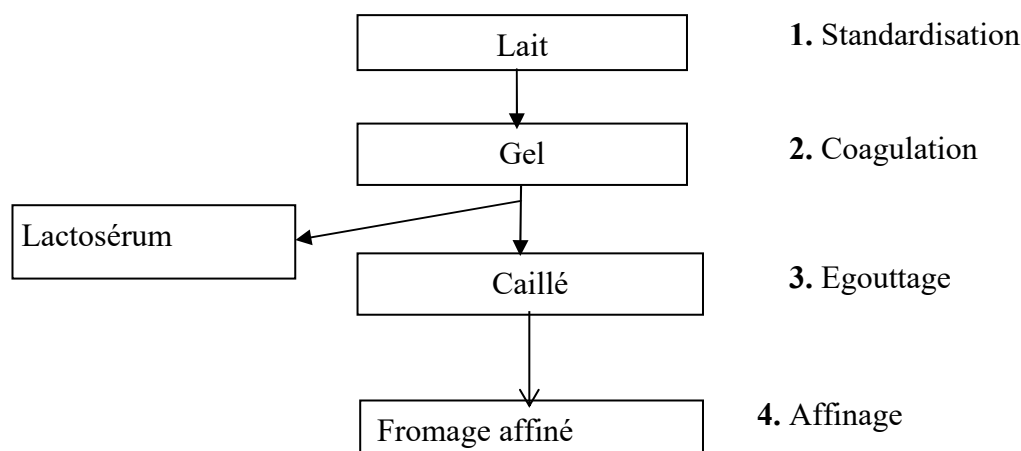 Lait
1. Standardisation
Gel
2. Coagulation
Lactosérum
Caillé
3. Egouttage
Fromage affiné
4. Affinage